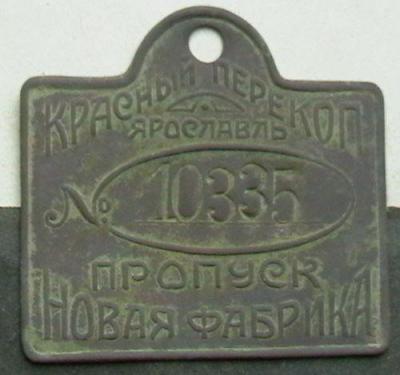 КРАСНЫЙ ПЕРЕКОП
ЯРОСЛАВЛЬ
№ 10335
ПРОПУСК
НОВАЯ ФАБРИКА